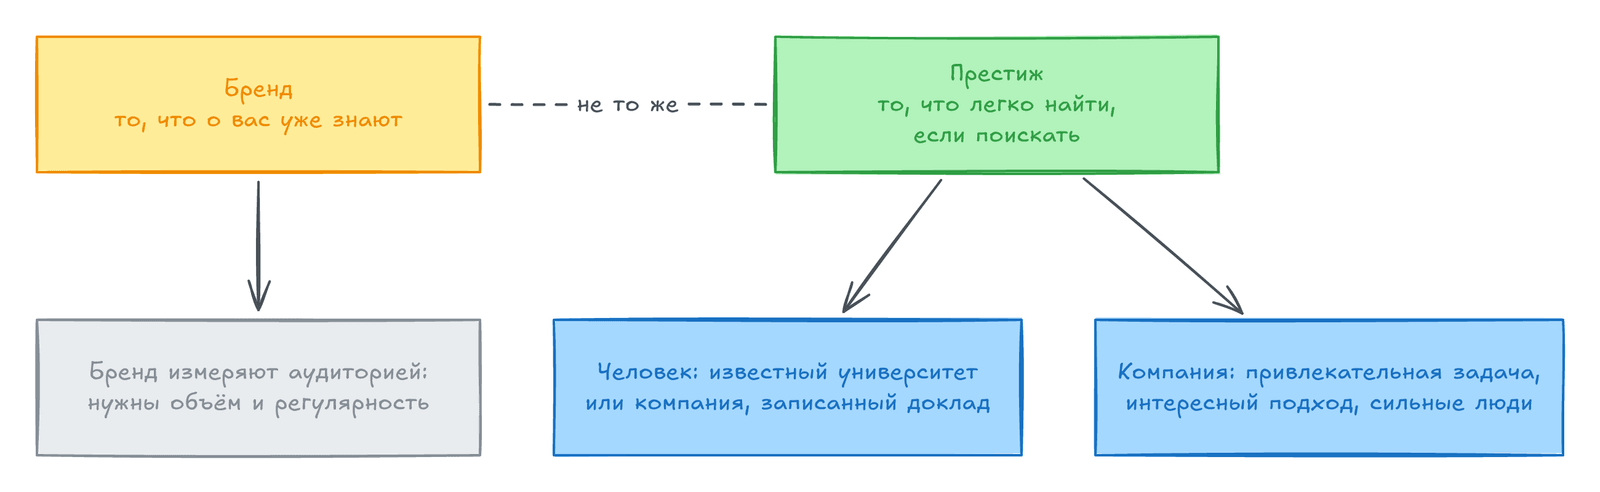 Бренд
то, что о вас уже знают
не то же
Престиж
то, что легко найти,
если поискать
Бренд измеряют аудиторией:
нужны объём и регулярность
Человек: известный университет
или компания, записанный доклад
Компания: привлекательная задача,
интересный подход, сильные люди